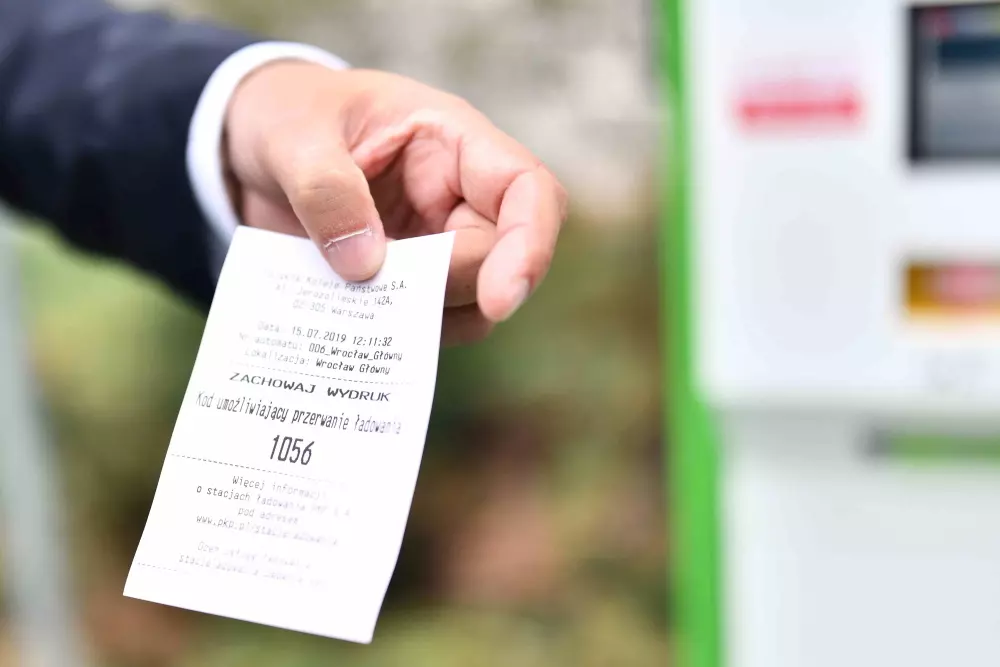 Koleje Państwowe S.A.
Al. Jerozolimskie 142A,
02-305 Warszawa
Data: 15.07.2019 12:11:32
Nr automatu: 006_Wrocław_Główny
Lokalizacja: Wrocław Główny
ZACHOWAJ WYDRUK
Kod umożliwiający przerwanie ładowania
1056
Więcej informacji
o stacjach ładowania
pod adresem
www.pkp.pl/stacjaladowania